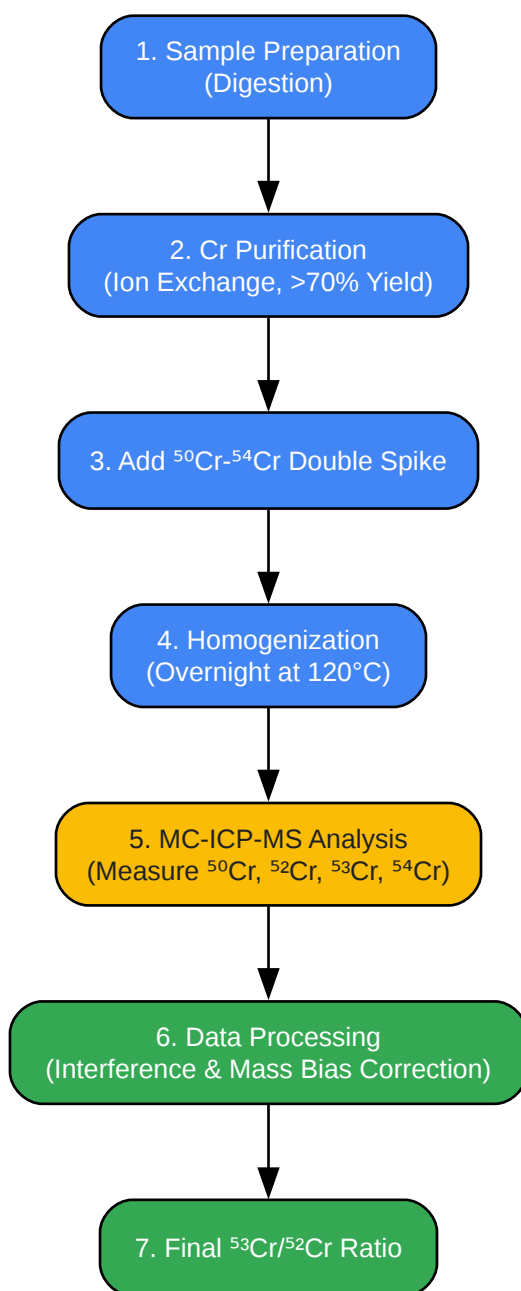 1. Sample Preparation
(Digestion)
2. Cr Purification
(Ion Exchange, >70% Yield)
3. Add ⁵⁰Cr-⁵⁴Cr Double Spike
4. Homogenization
(Overnight at 120°C)
5. MC-ICP-MS Analysis
(Measure ⁵⁰Cr, ⁵²Cr, ⁵³Cr, ⁵⁴Cr)
6. Data Processing
(Interference & Mass Bias Correction)
7. Final ⁵³Cr/⁵²Cr Ratio